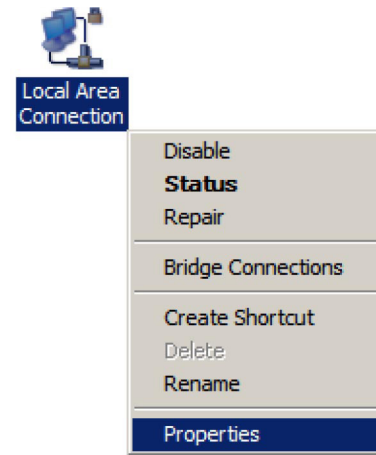 Local Area
Connection
Disable
Status
Repair
Bridge Connections
Create Shortcut
Delete
Rename
Properties